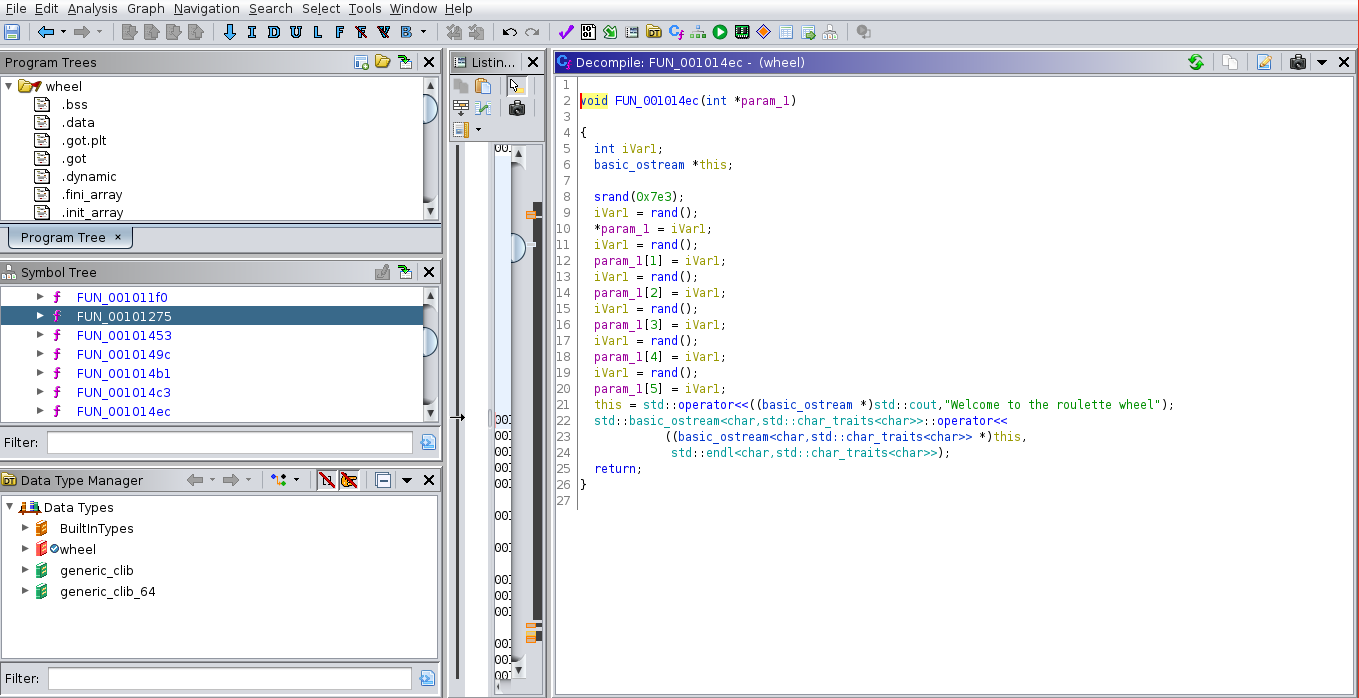 File Edit Analysis Graph Navigation Search Select Tools Window Help
I D U L F B
Program Trees
wheel
.bss
.data
.got.plt
.got
.dynamic
.fini_array
.init_array
Program Tree ×
Symbol Tree
f FUN_001011f0
f FUN_00101275
f FUN_00101453
f FUN_0010149c
f FUN_001014b1
f FUN_001014c3
f FUN_001014ec
Filter:
Data Type Manager
Data Types
BuiltInTypes
wheel
generic_clib
generic_clib_64
Filter:
Listin...
Decompile: FUN_001014ec - (wheel)
1
2 void FUN_001014ec(int *param_1)
3
4 {
5 int iVar1;
6 basic_ostream *this;
7
8 srand(0x7e3);
9 iVar1 = rand();
10 *param_1 = iVar1;
11 iVar1 = rand();
12 param_1[1] = iVar1;
13 iVar1 = rand();
14 param_1[2] = iVar1;
15 iVar1 = rand();
16 param_1[3] = iVar1;
17 iVar1 = rand();
18 param_1[4] = iVar1;
19 iVar1 = rand();
20 param_1[5] = iVar1;
21 this = std::operator<<((basic_ostream *)std::cout,"Welcome to the roulette wheel");
22 std::basic_ostream<char,std::char_traits<char>>::operator<<
23 ((basic_ostream<char,std::char_traits<char>> *)this,
24 std::endl<char,std::char_traits<char>>);
25 return;
26 }
27